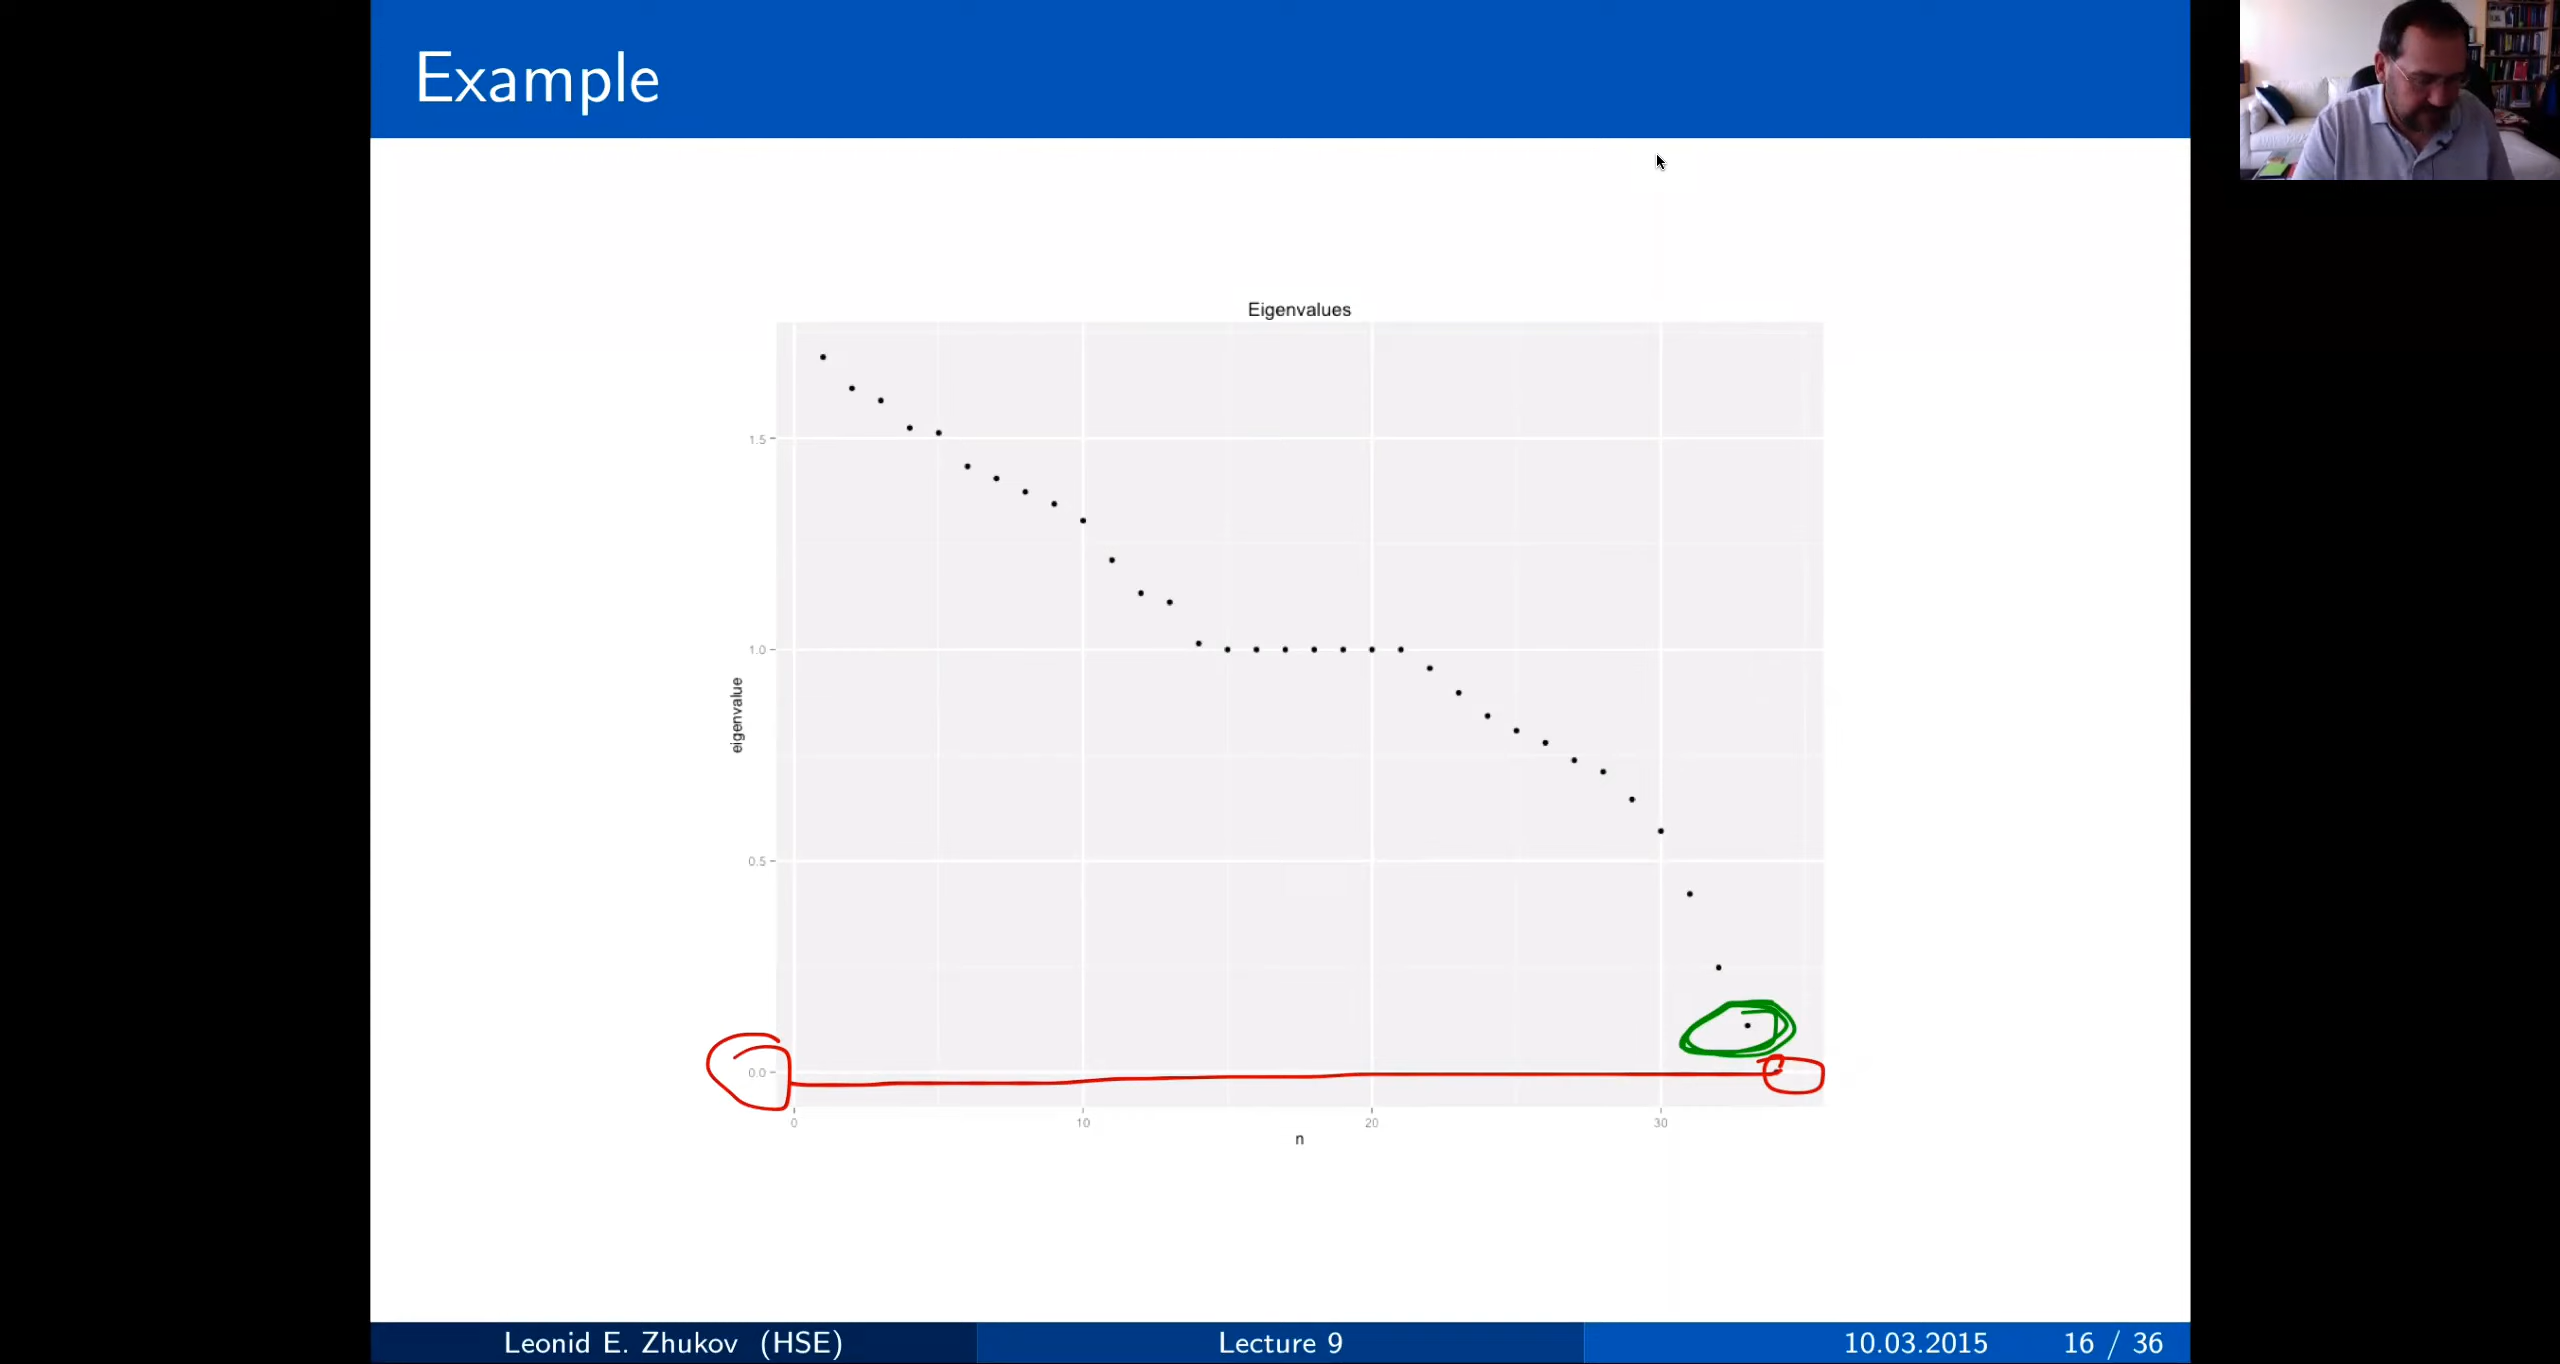 Example
Eigenvalues
1.5
1.0
0.5
0.0
eigenvalue
0 10 20 30
n
Leonid E. Zhukov (HSE) Lecture 9 10.03.2015 16 / 36